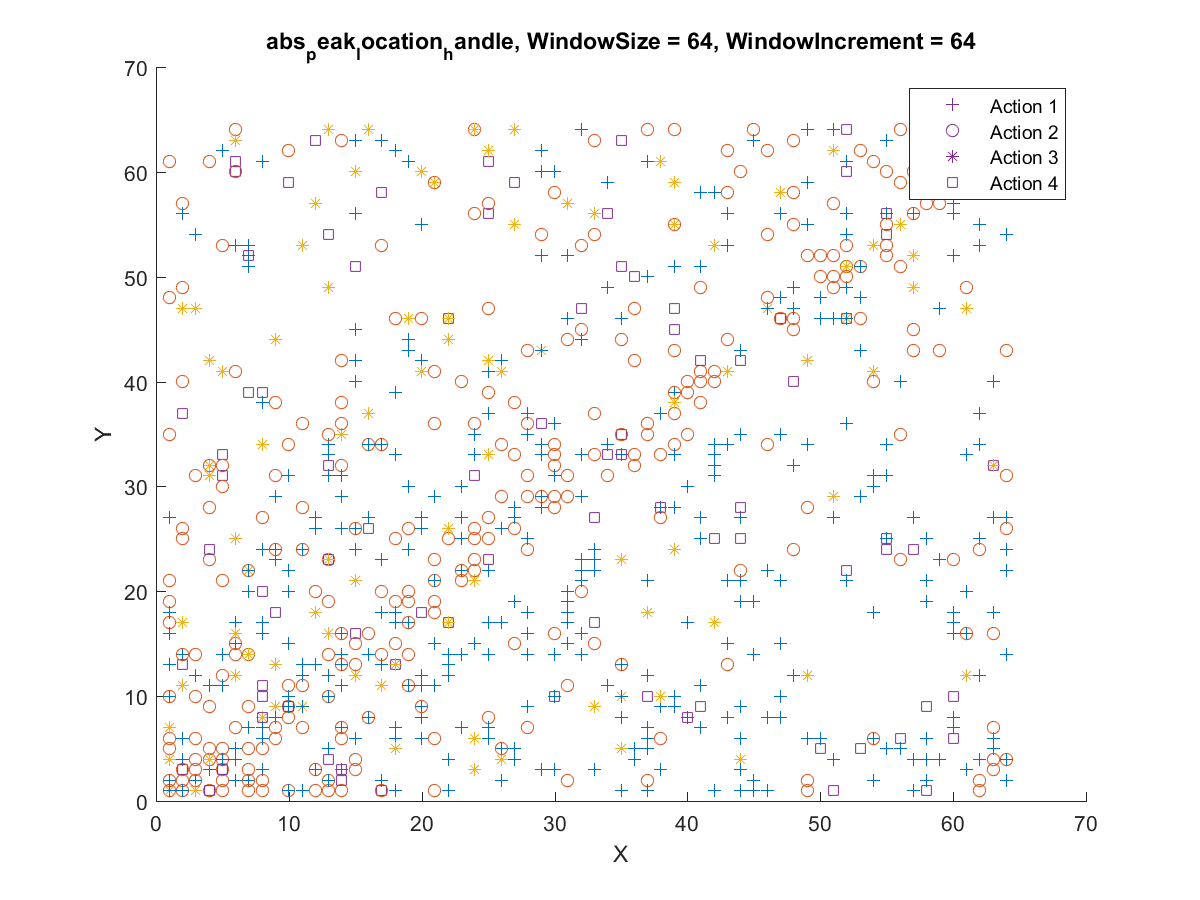 abs_peak_location_handle, WindowSize = 64, WindowIncrement = 64
70
60
50
40
30
20
10
0
Y
Action 1
Action 2
Action 3
Action 4
0 10 20 30 40 50 60 70
X